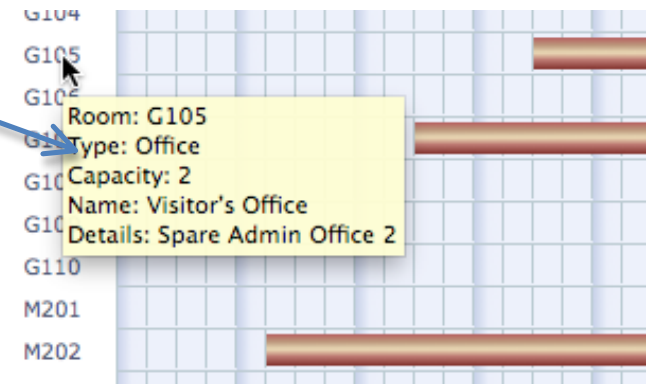 G104
G105
G106
Room: G105
Type: Office
Capacity: 2
Name: Visitor's Office
Details: Spare Admin Office 2
G110
M201
M202